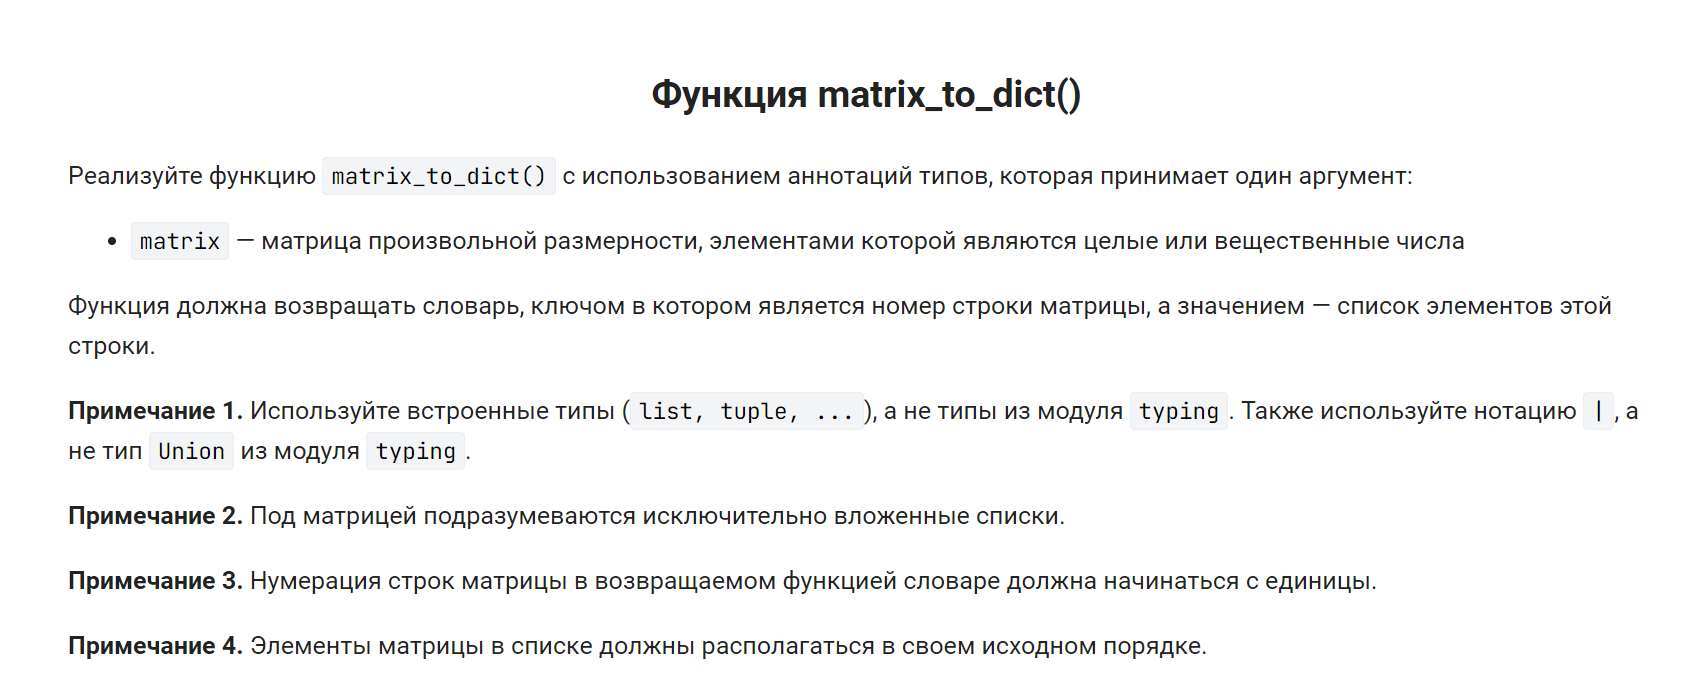 Функция matrix_to_dict()
Реализуйте функцию matrix_to_dict() с использованием аннотаций типов, которая принимает один аргумент:
• matrix — матрица произвольной размерности, элементами которой являются целые или вещественные числа
Функция должна возвращать словарь, ключом в котором является номер строки матрицы, а значением — список элементов этой
строки.
Примечание 1. Используйте встроенные типы (list, tuple, ...), а не типы из модуля typing. Также используйте нотацию |, а
не тип Union из модуля typing.
Примечание 2. Под матрицей подразумеваются исключительно вложенные списки.
Примечание 3. Нумерация строк матрицы в возвращаемом функцией словаре должна начинаться с единицы.
Примечание 4. Элементы матрицы в списке должны располагаться в своем исходном порядке.